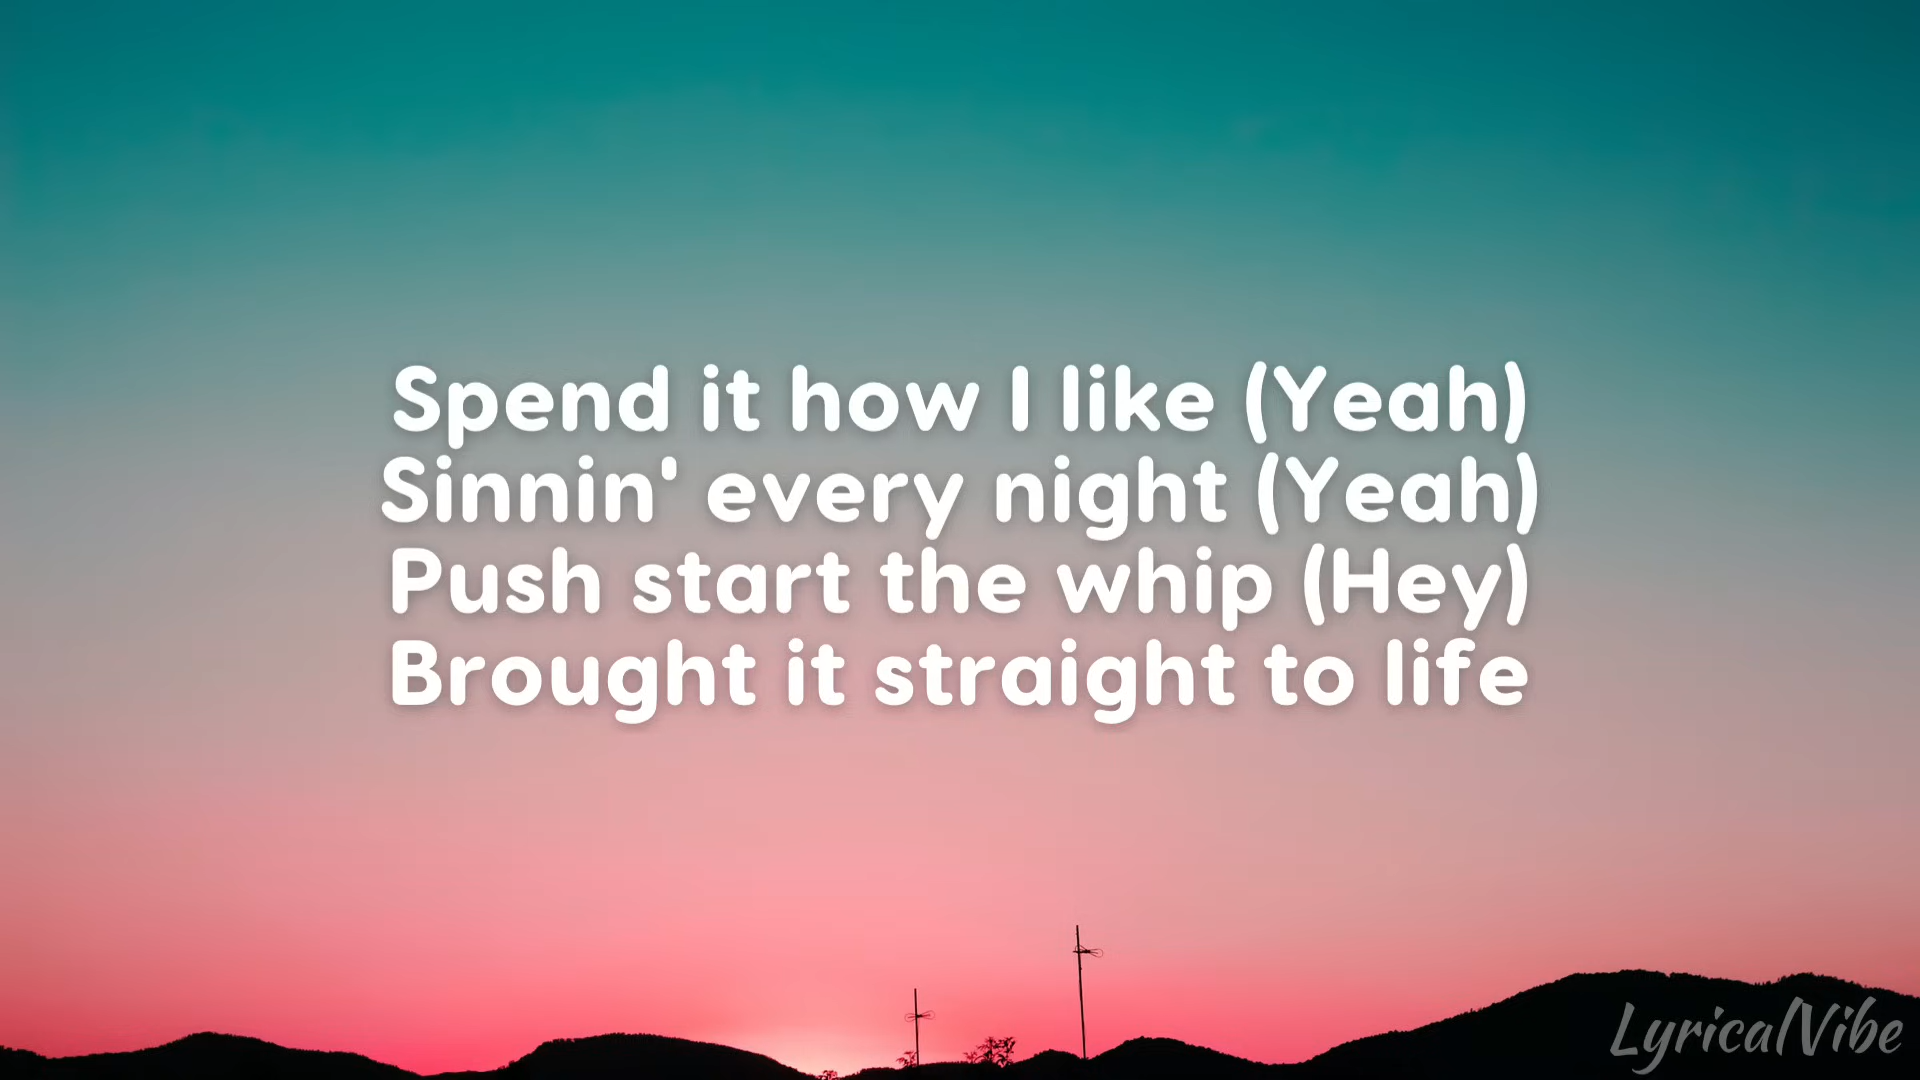 Spend it how I like (Yeah)
Sinnin' every night (Yeah)
Push start the whip (Hey)
Brought it straight to life
LyricalVibe